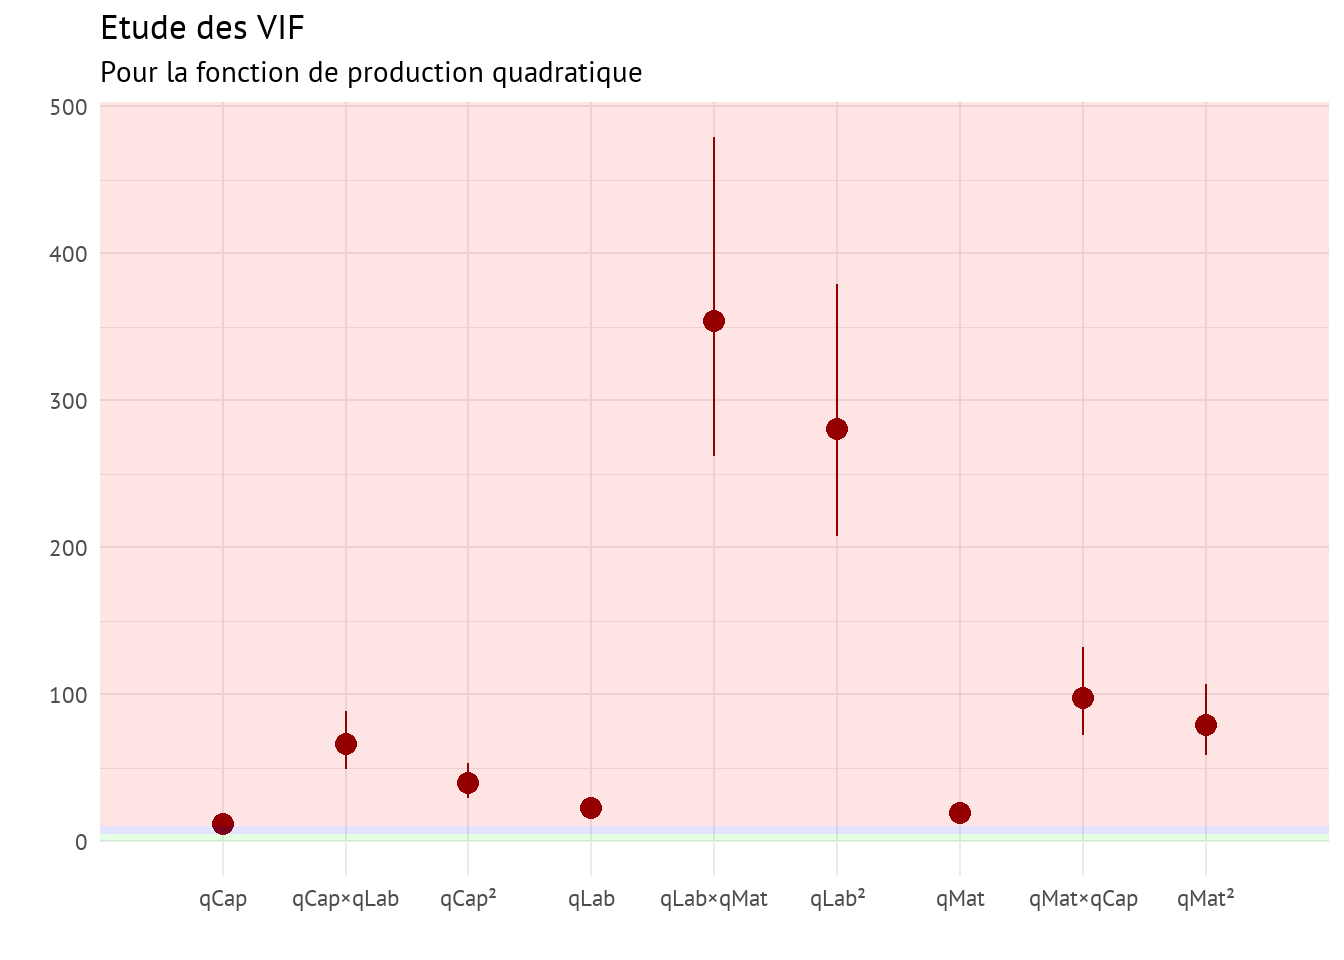 Etude des VIF
Pour la fonction de production quadratique
500
400
300
200
100
0
qCap qCap×qLab qCap² qLab qLab×qMat qLab² qMat qMat×qCap qMat²